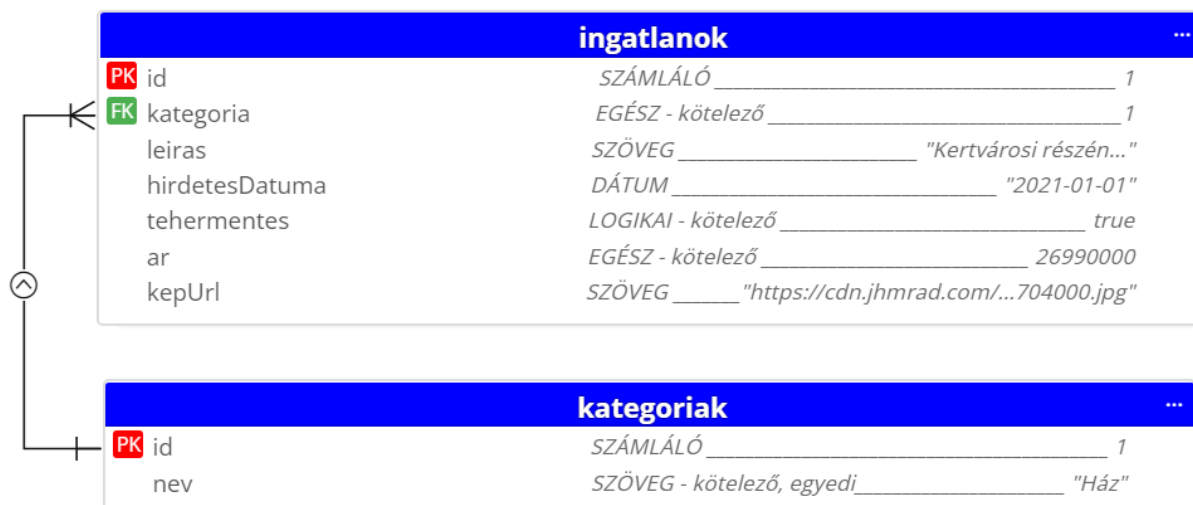 ingatlanok ...
PK id SZÁMLÁLÓ 1
FK kategoria EGÉSZ - kötelező 1
leiras SZÖVEG "Kertvárosi részén..."
hirdetesDatuma DÁTUM "2021-01-01"
tehermentes LOGIKAI - kötelező true
ar EGÉSZ - kötelező 26990000
kepUrl SZÖVEG "https://cdn.jhmrad.com/...704000.jpg"
kategoriak ...
PK id SZÁMLÁLÓ 1
nev SZÖVEG - kötelező, egyedi "Ház"